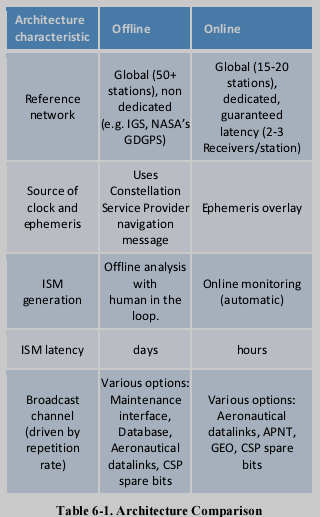 Architecture
characteristic
Offline
Online
Reference
network
Global (50+
stations), non
dedicated
(e.g. IGS, NASA's
GDGPS)
Global (15-20
stations),
dedicated,
guaranteed
latency (2-3
Receivers/station)
Source of
clock and
ephemeris
Uses
Constellation
Service Provider
navigation
message
Ephemeris overlay
ISM
generation
Offline analysis
with
human in the
loop.
Online monitoring
(automatic)
ISM latency
days
hours
Broadcast
channel
(driven by
repetition
rate)
Various options:
Maintenance
interface,
Database,
Aeronautical
datalinks, CSP
spare bits
Various options:
Aeronautical
datalinks, APNT,
GEO, CSP spare
bits
Table 6-1. Architecture Comparison